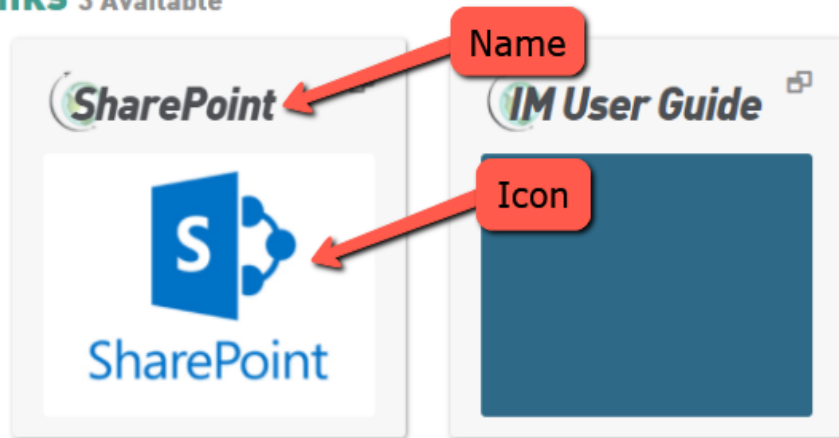 3 Available
Name
SharePoint
IM User Guide
Icon
S
SharePoint